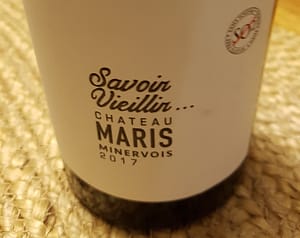 Savoir
Vieillir...
CHATEAU
MARIS
MINERVOIS
2017